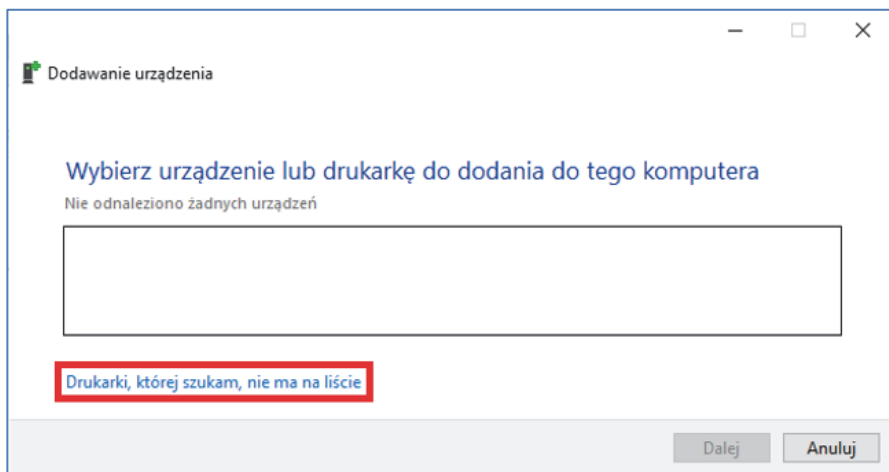 Dodawanie urządzenia
Wybierz urządzenie lub drukarkę do dodania do tego komputera
Nie odnaleziono żadnych urządzeń
Drukarki, której szukam, nie ma na liście
Dalej
Anuluj